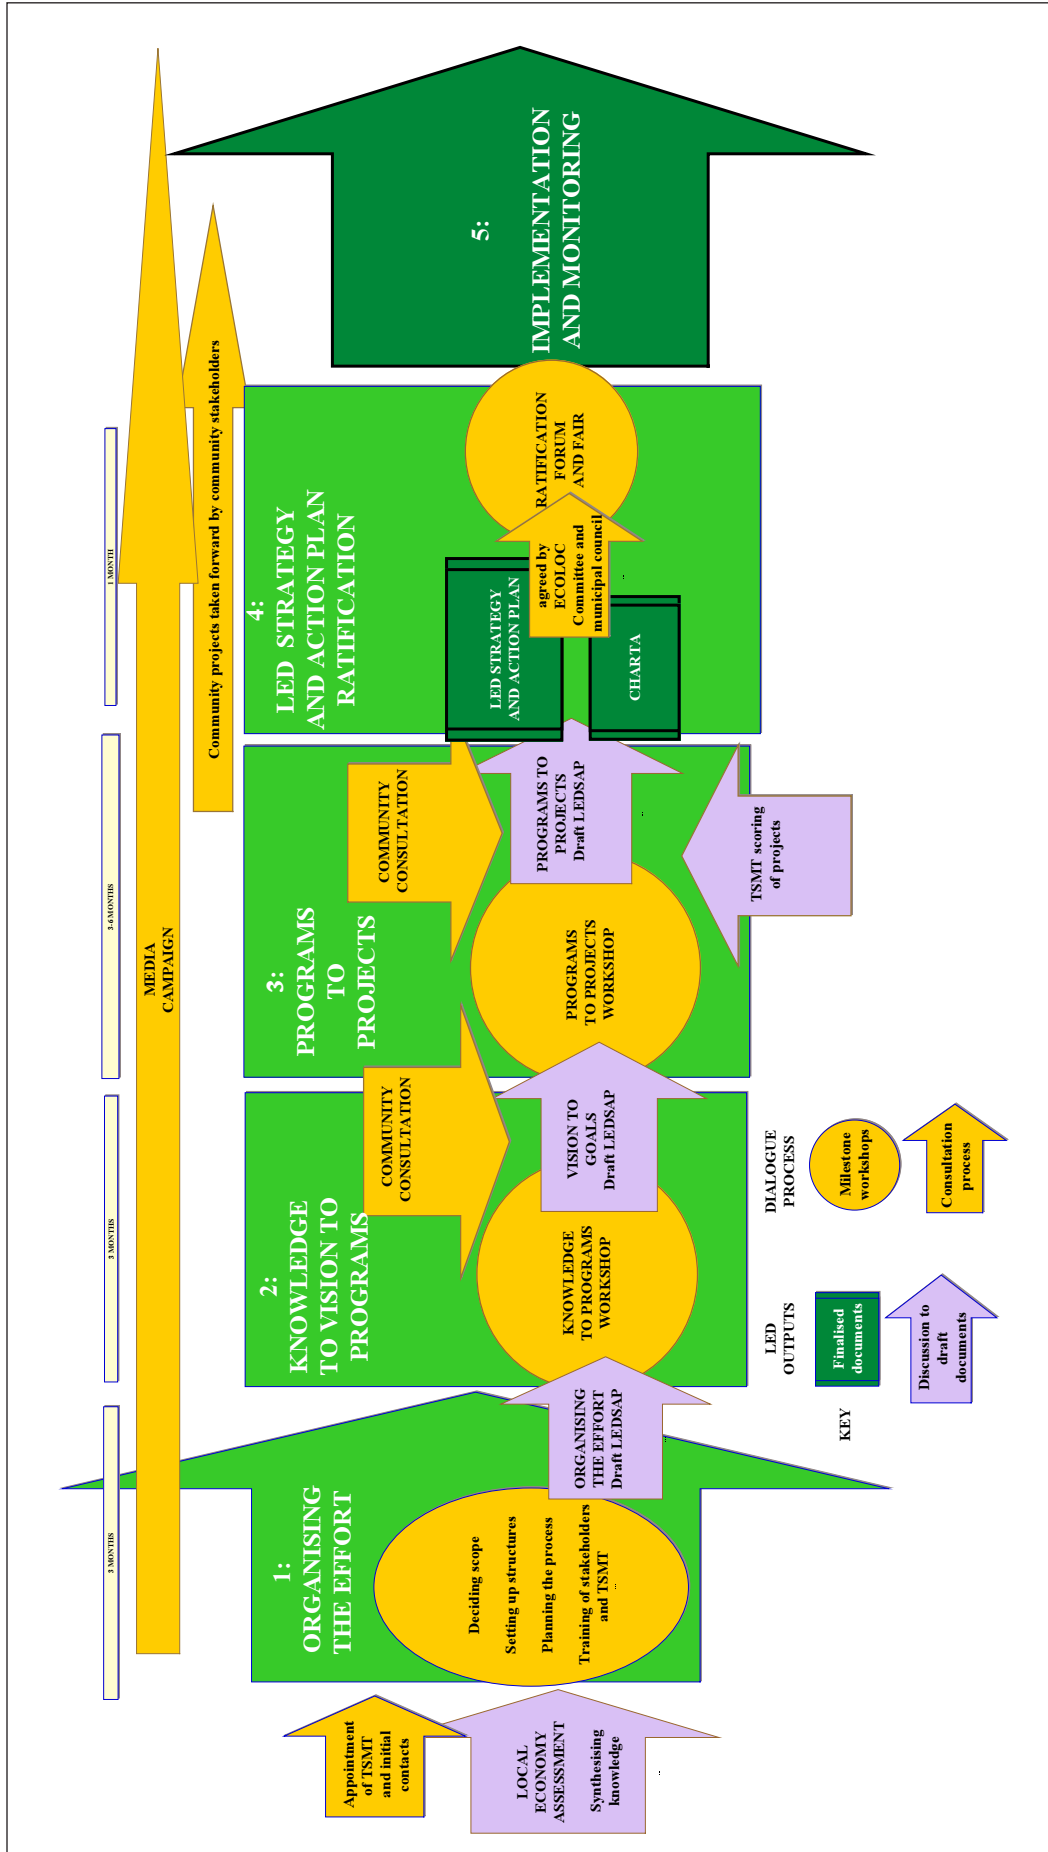 3 MONTHS
3 MONTHS
3-6 MONTHS
1 MONTH
MEDIA
CAMPAIGN
Community projects taken forward by community stakeholders
Appointment
of TSMT
and initial
contacts
LOCAL
ECONOMY
ASSESSMENT
Synthesising
knowledge
1:
ORGANISING
THE EFFORT
Deciding scope
Setting up structures
Planning the process
Training of stakeholders
and TSMT
ORGANISING
THE EFFORT
Draft LEDSAP
2:
KNOWLEDGE
TO VISION TO
PROGRAMS
COMMUNITY
CONSULTATION
KNOWLEDGE
TO PROGRAMS
WORKSHOP
VISION TO
GOALS
Draft LEDSAP
3:
PROGRAMS
TO
PROJECTS
COMMUNITY
CONSULTATION
PROGRAMS
TO PROJECTS
WORKSHOP
PROGRAMS TO
PROJECTS
Draft LEDSAP
TSMT scoring
of projects
4:
LED STRATEGY
AND ACTION PLAN
RATIFICATION
LED STRATEGY
AND ACTION PLAN
CHARTA
agreed by
ECOLOC
Committee and
municipal council
RATIFICATION
FORUM
AND FAIR
5:
IMPLEMENTATION
AND MONITORING
KEY
LED
OUTPUTS
Finalised
documents
Discussion to
draft
documents
DIALOGUE
PROCESS
Milestone
workshops
Consultation
process